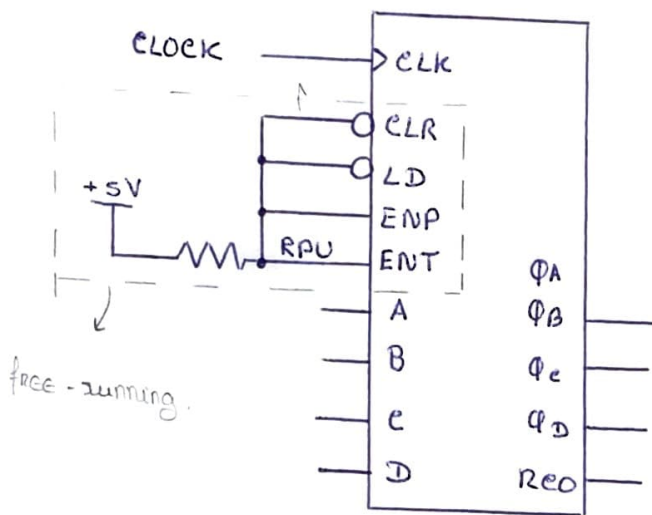 CLOCK
CLK
CLR
LD
+5V
ENP
RPU
ENT
A
B
C
D
free-running.
QA
QB
QC
QD
RCO